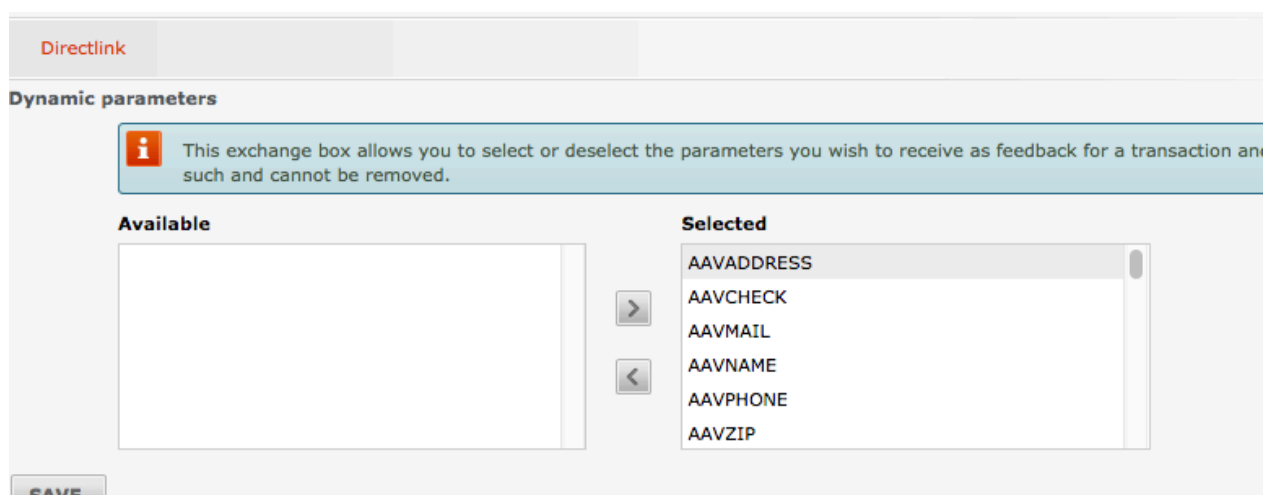 Directlink
Dynamic parameters
This exchange box allows you to select or deselect the parameters you wish to receive as feedback for a transaction and
such and cannot be removed.
Available
Selected
AAVADDRESS
AAVCHECK
AAVMAIL
AAVNAME
AAVPHONE
AAVZIP
SAVE